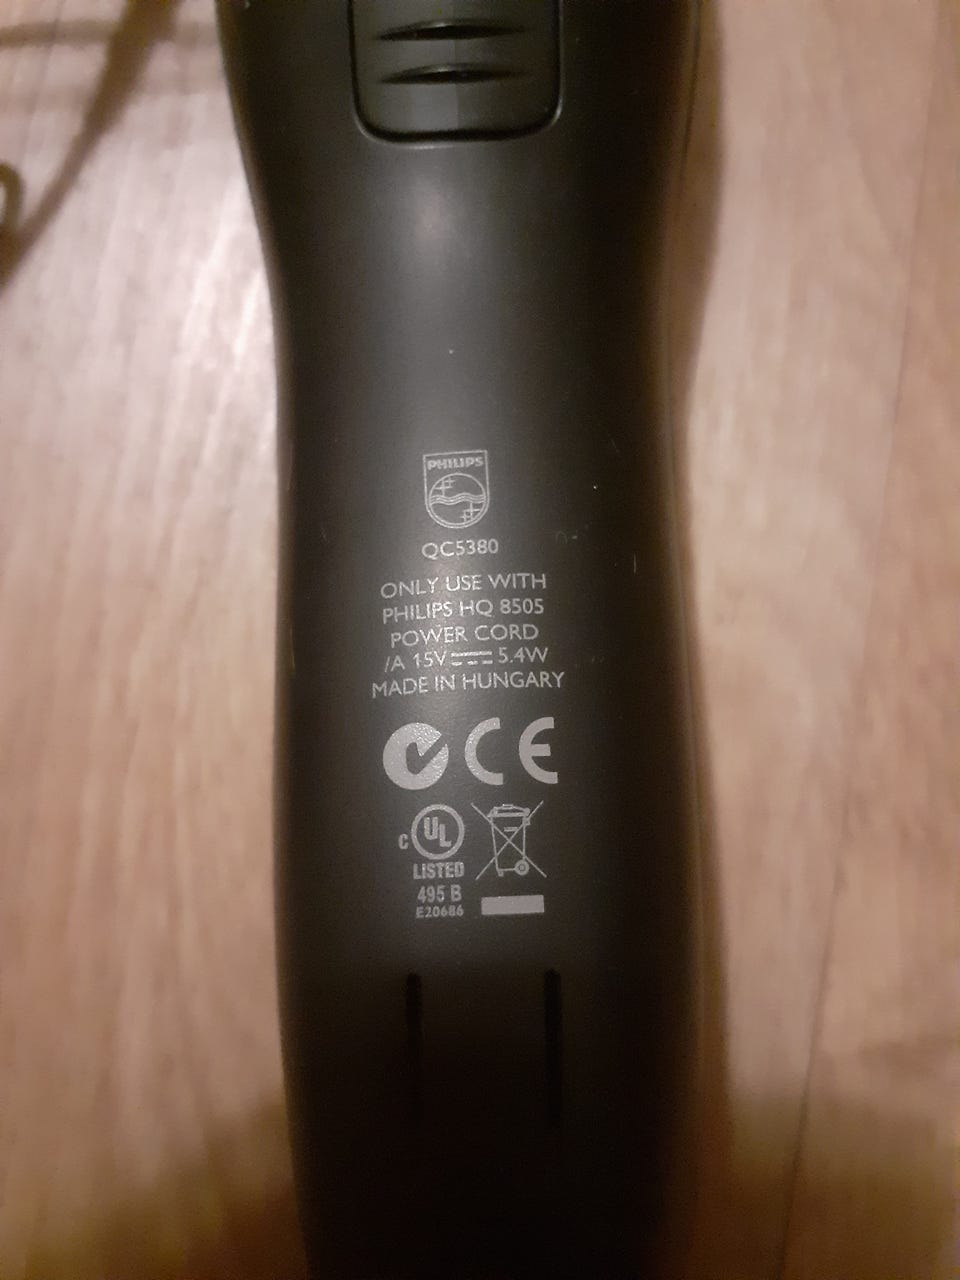 PHILIPS
QC5380
ONLY USE WITH
PHILIPS HQ 8505
POWER CORD
/A 15V 5.4W
MADE IN HUNGARY
CE
c UL
LISTED
495 B
E20686